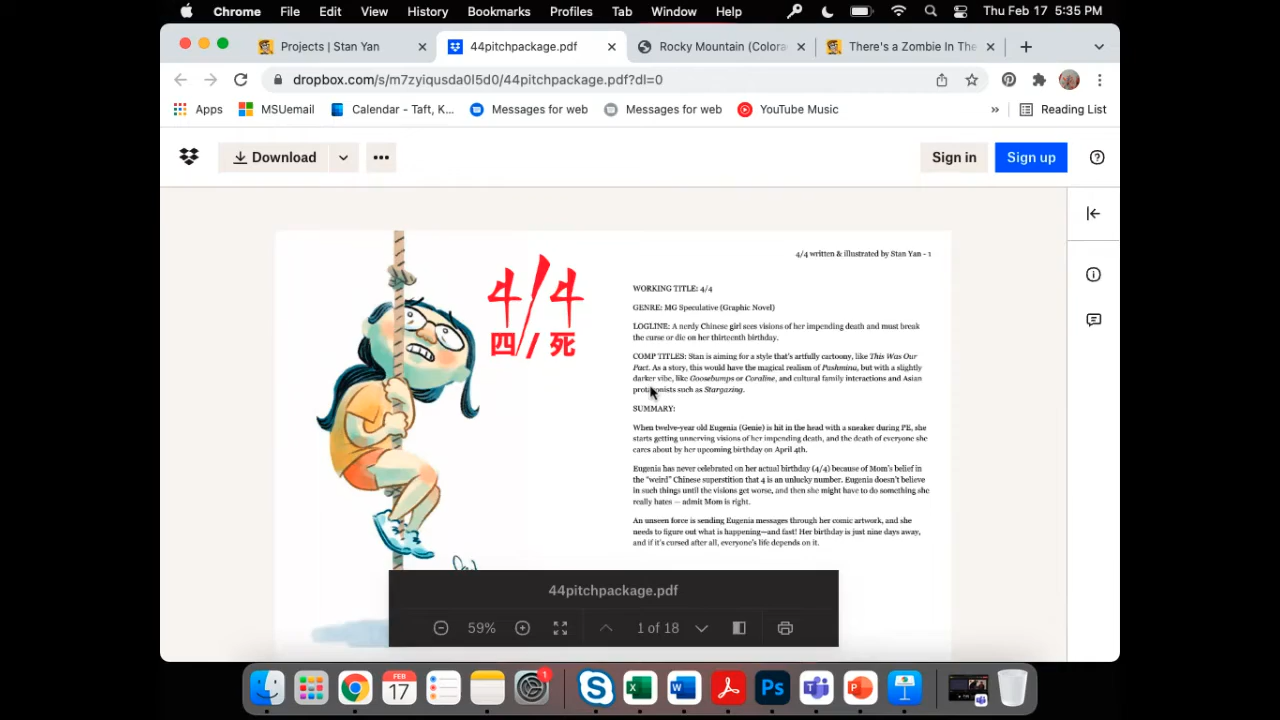 Chrome File Edit View History Bookmarks Profiles Tab Window Help Thu Feb 17 5:35 PM
Projects | Stan Yan 44pitchpackage.pdf Rocky Mountain (Colora There's a Zombie In The
dropbox.com/s/m7zyiqusda0l5d0/44pitchpackage.pdf?dl=0
Apps MSUemail Calendar - Taft, K... Messages for web Messages for web YouTube Music » Reading List
Download Sign in Sign up
4/4 written & illustrated by Stan Yan - 1
4/4
四/死
WORKING TITLE: 4/4
GENRE: MG Speculative (Graphic Novel)
LOGLINE: A nerdy Chinese girl sees visions of her impending death and must break
the curse or die on her thirteenth birthday.
COMP TITLES: Stan is aiming for a style that's artfully cartoony, like This Was Our
Pact. As a story, this would have the magical realism of Pashmina, but with a slightly
darker vibe, like Goosebumps or Coraline, and cultural family interactions and Asian
protagonists such as Stargazing.
SUMMARY:
When twelve-year old Eugenia (Genie) is hit in the head with a sneaker during PE, she
starts getting unnerving visions of her impending death, and the death of everyone she
cares about by her upcoming birthday on April 4th.
Eugenia has never celebrated on her actual birthday (4/4) because of Mom's belief in
the "weird" Chinese superstition that 4 is an unlucky number. Eugenia doesn't believe
in such things until the visions get worse, and then she might have to do something she
really hates — admit Mom is right.
An unseen force is sending Eugenia messages through her comic artwork, and she
needs to figure out what is happening—and fast! Her birthday is just nine days away,
and if it's cursed after all, everyone's life depends on it.
44pitchpackage.pdf
59% 1 of 18
FEB
17
1